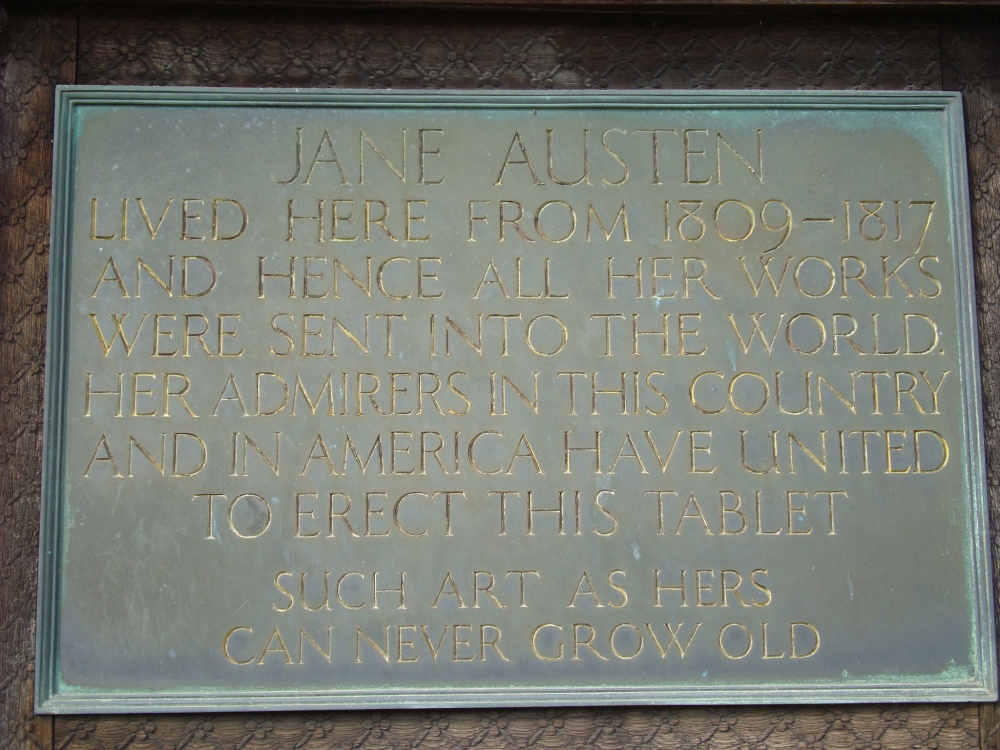 JANE AUSTEN
LIVED HERE FROM 1809-1817
AND HENCE ALL HER WORKS
WERE SENT INTO THE WORLD.
HER ADMIRERS IN THIS COUNTRY
AND IN AMERICA HAVE UNITED
TO ERECT THIS TABLET
SUCH ART AS HERS
CAN NEVER GROW OLD